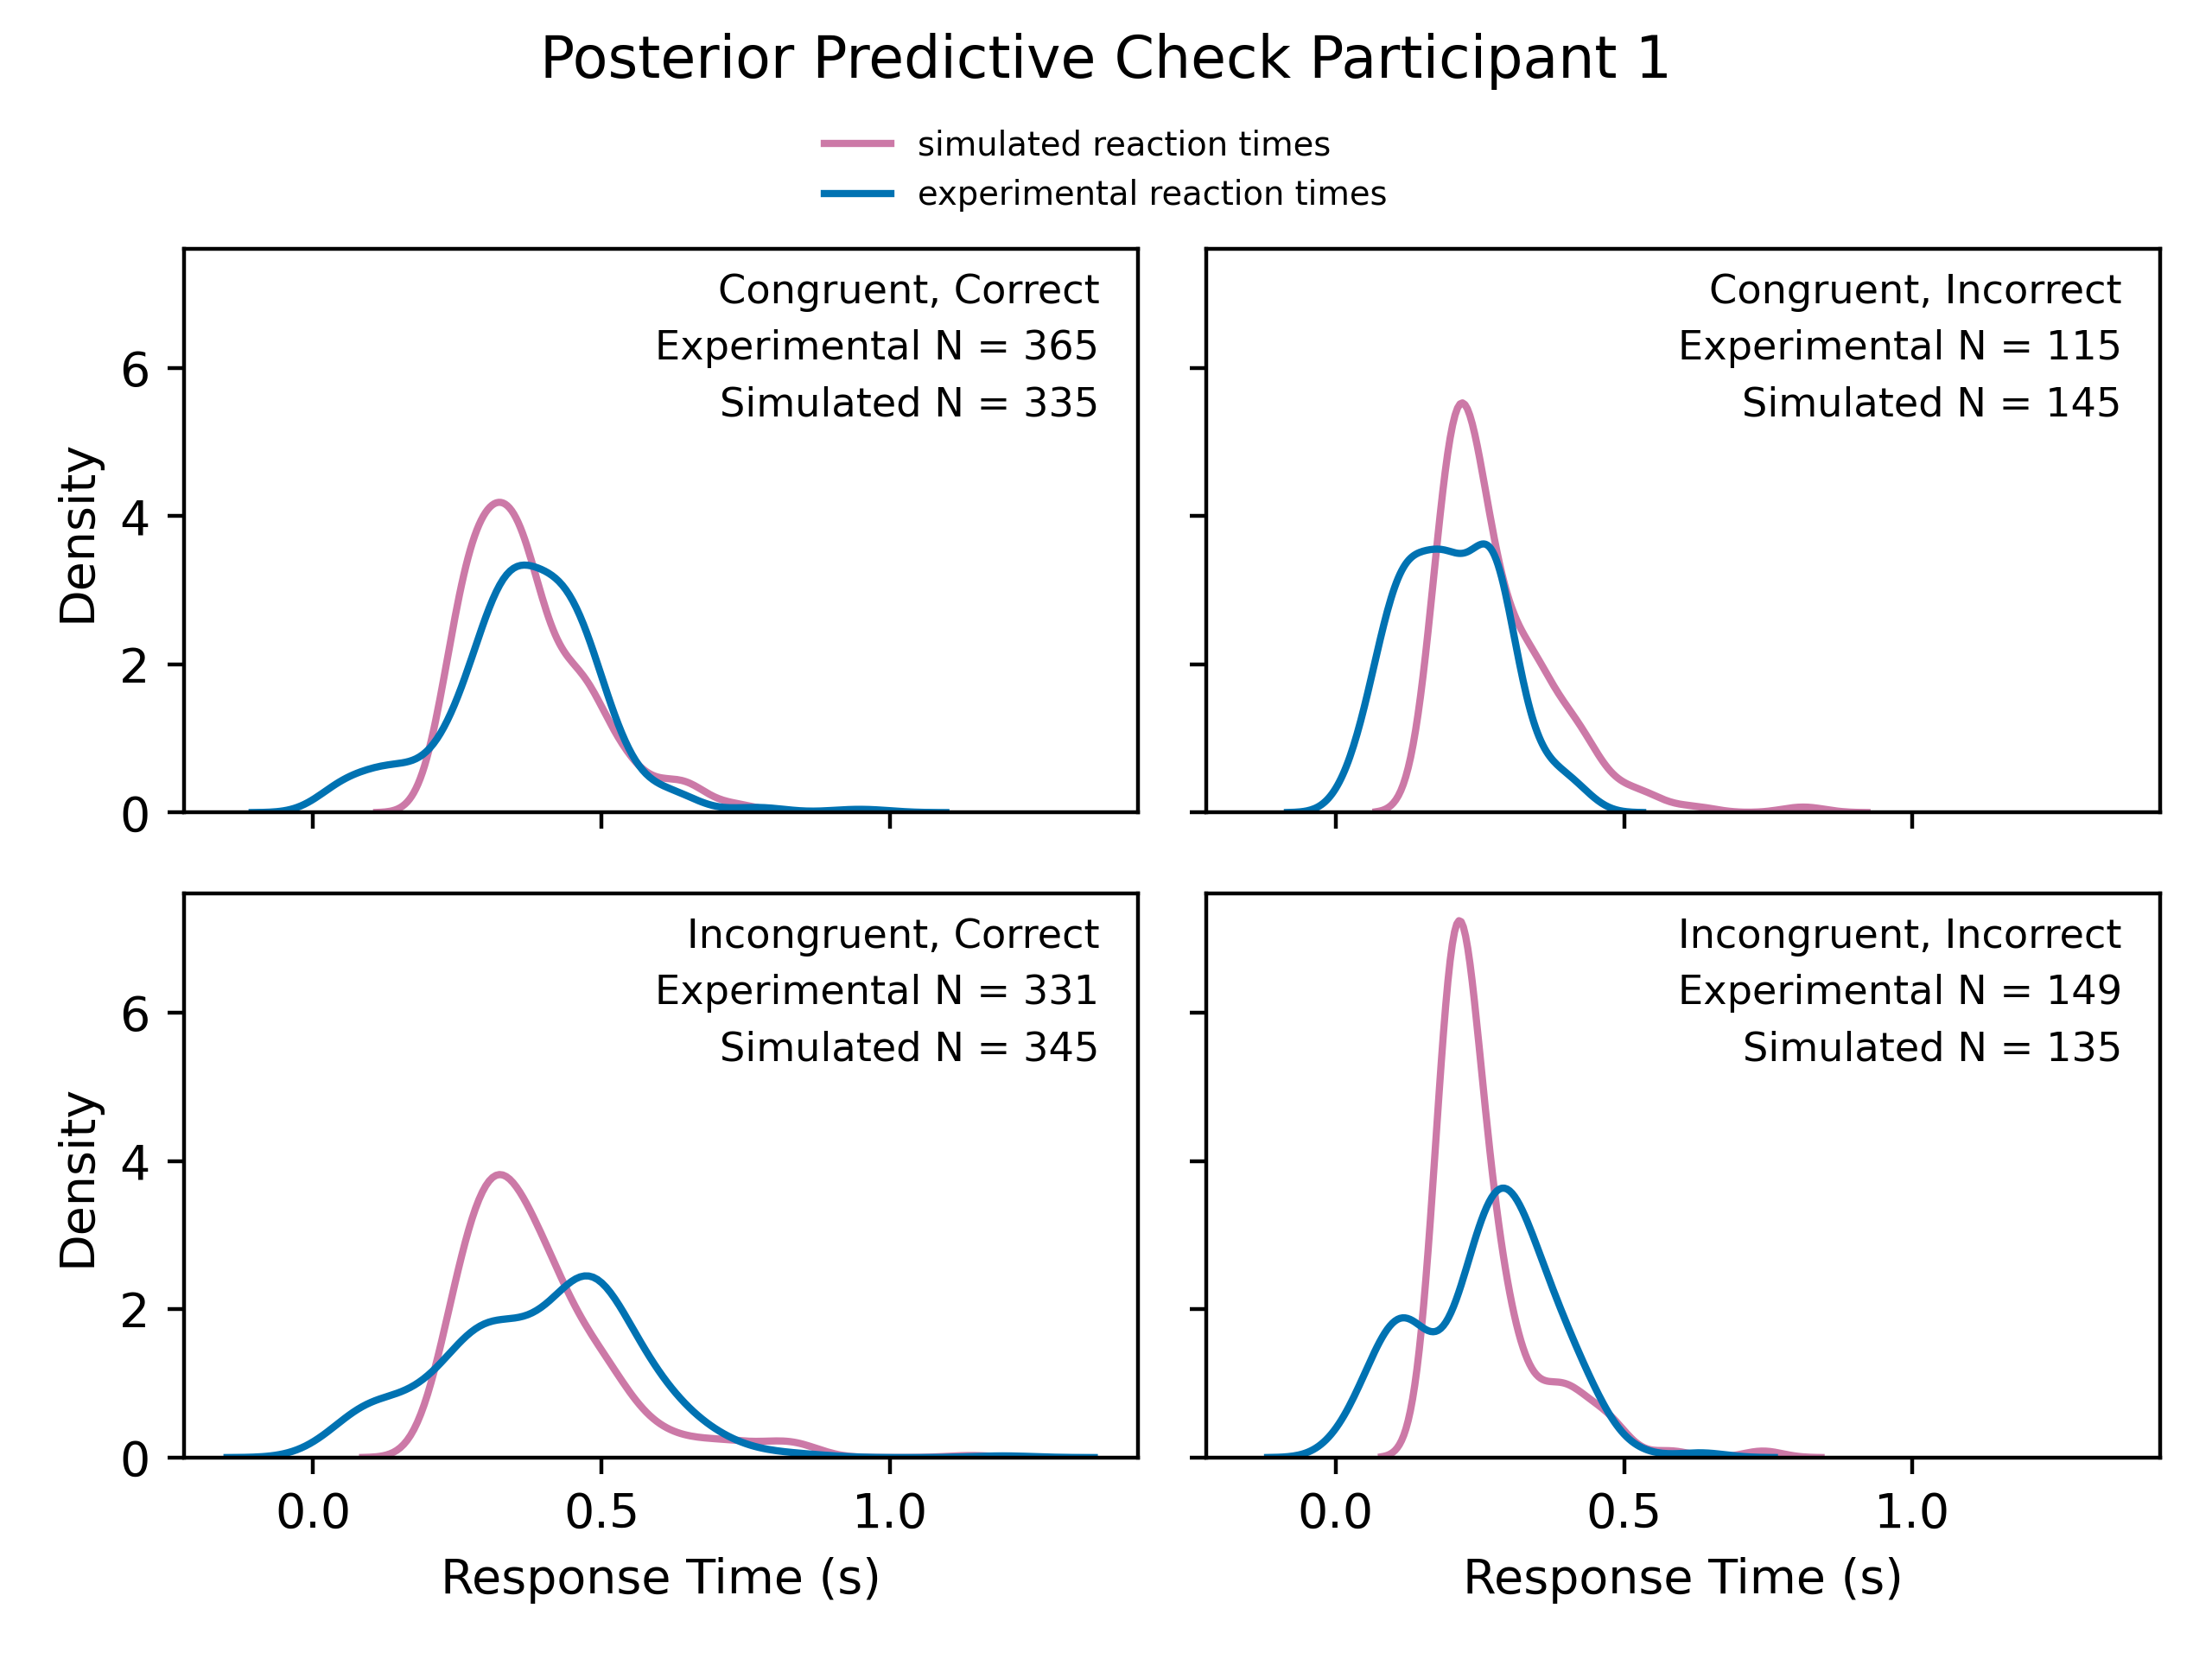 Posterior Predictive Check Participant 1
simulated reaction times
experimental reaction times
Congruent, Correct
Experimental N = 365
Simulated N = 335
Congruent, Incorrect
Experimental N = 115
Simulated N = 145
6
4
2
0
Density
Incongruent, Correct
Experimental N = 331
Simulated N = 345
Incongruent, Incorrect
Experimental N = 149
Simulated N = 135
6
4
2
0
Density
0.0 0.5 1.0
0.0 0.5 1.0
Response Time (s)
Response Time (s)